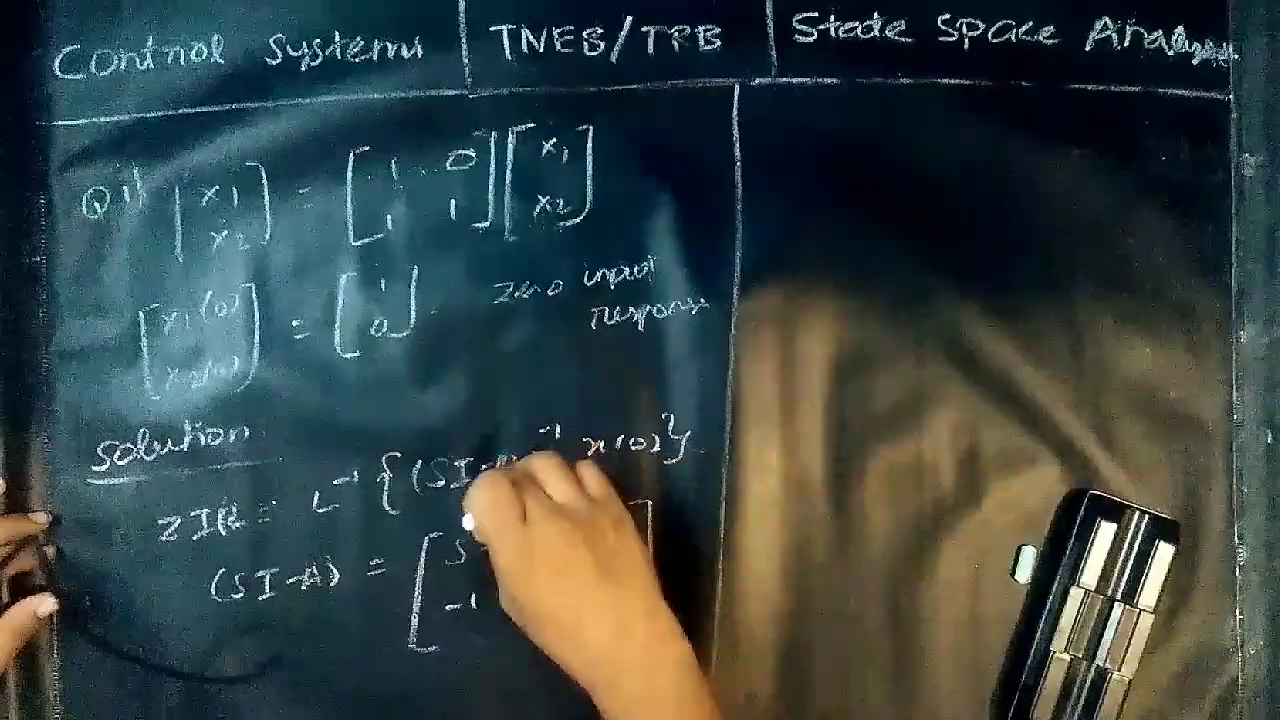 Control Systems TNEB/TRB State Space Analysis
Q1) [x1 x2] = [1 0 1 1] [x1 x2]
[x1(0) x2(0)] = [1 0] zero input
response
Solution
ZIR = L⁻¹ {(SI-A)⁻¹ x(0)}
(SI-A) = [S -1